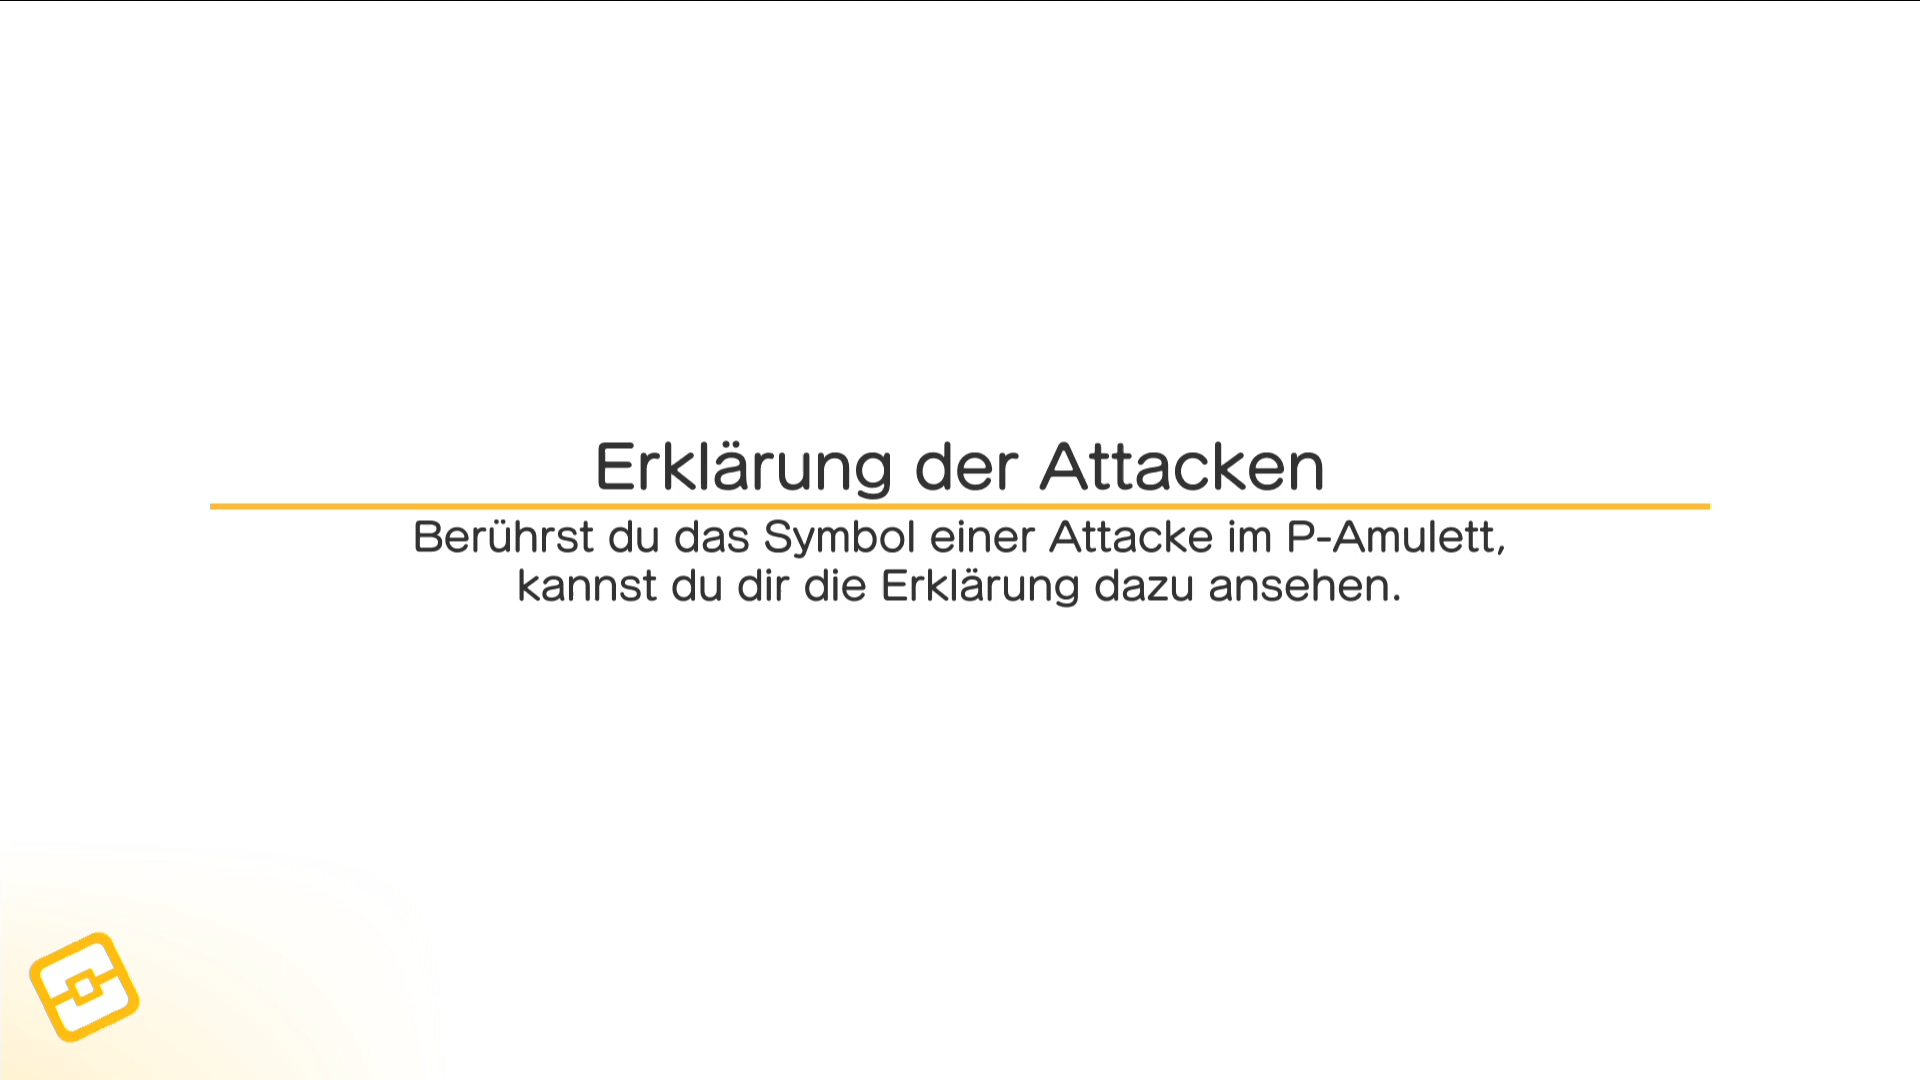 Erklärung der Attacken
Berührst du das Symbol einer Attacke im P-Amulett,
kannst du dir die Erklärung dazu ansehen.